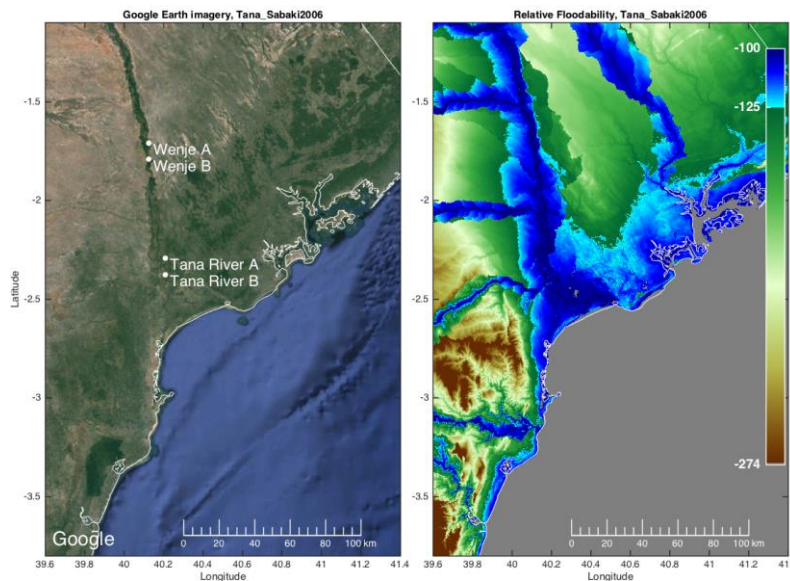 Google Earth imagery, Tana_Sabaki2006
Latitude
-1.5
-2
-2.5
-3
-3.5
Wenje A
Wenje B
Tana River A
Tana River B
Google
0 20 40 60 80 100 km
39.6 39.8 40 40.2 40.4 40.6 40.8 41 41.2 41.4
Longitude
Relative Floodability, Tana_Sabaki2006
-1.5
-2
-2.5
-3
-3.5
-100
-125
-274
0 20 40 60 80 100 km
39.6 39.8 40 40.2 40.4 40.6 40.8 41 41.2 41.4
Longitude